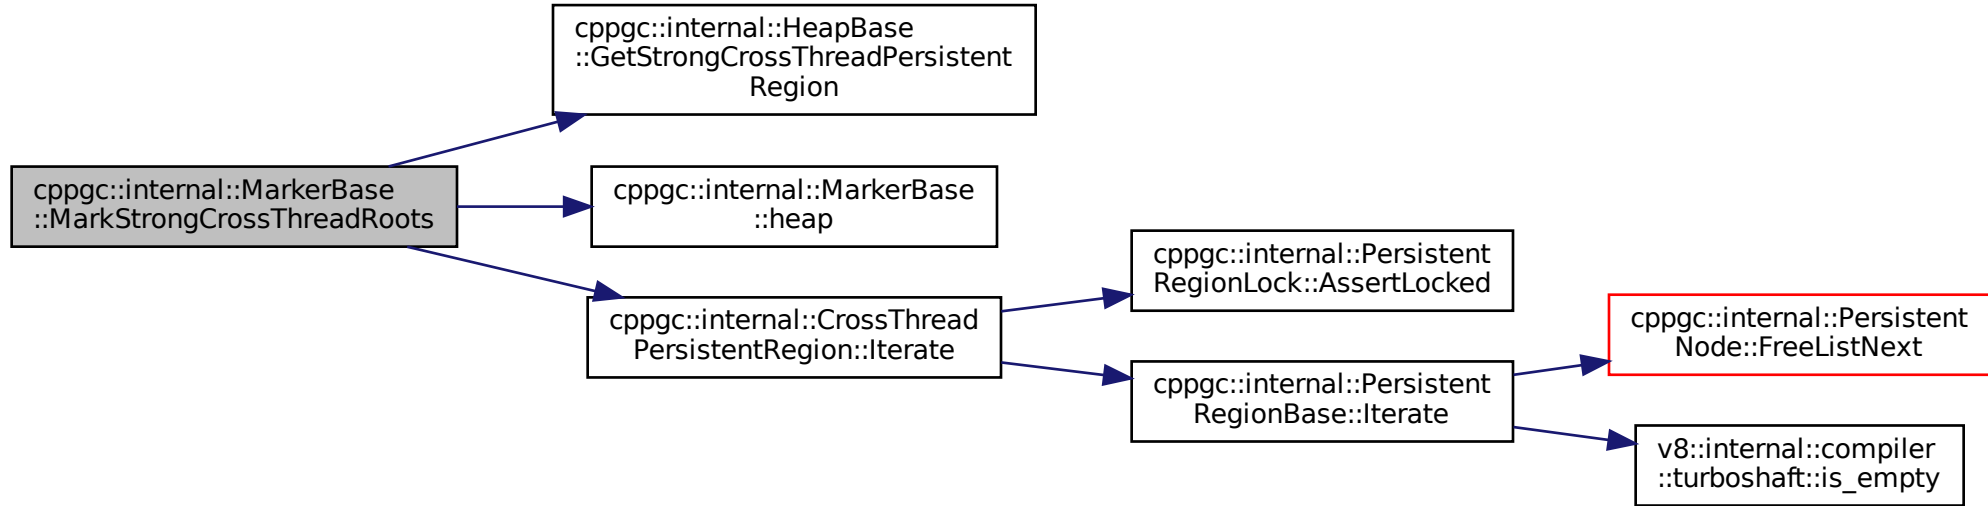 cppgc::internal::HeapBase
::GetStrongCrossThreadPersistent
Region
cppgc::internal::MarkerBase
::MarkStrongCrossThreadRoots
cppgc::internal::MarkerBase
::heap
cppgc::internal::CrossThread
PersistentRegion::Iterate
cppgc::internal::Persistent
RegionLock::AssertLocked
cppgc::internal::Persistent
RegionBase::Iterate
cppgc::internal::Persistent
Node::FreeListNext
v8::internal::compiler
::turboshaft::is_empty